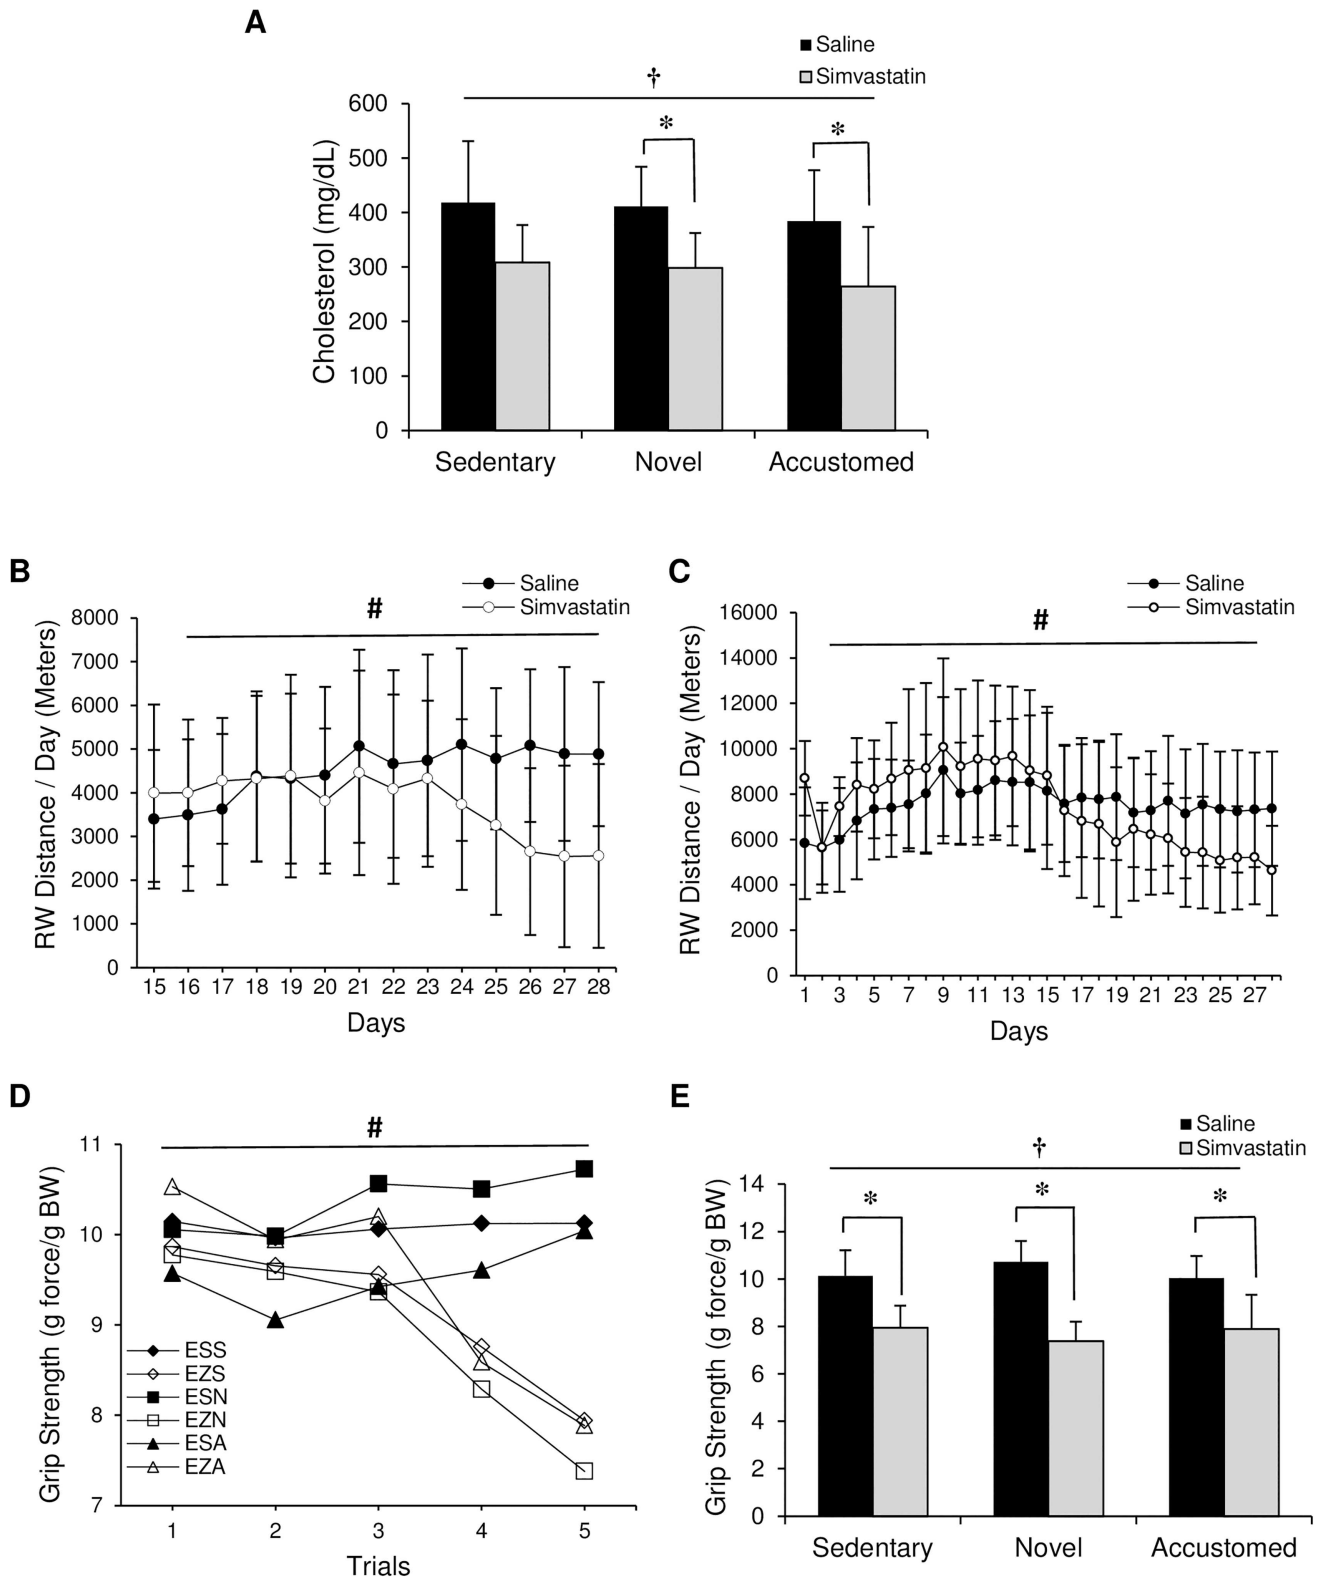 A
Saline
Simvastatin
†
* *
Cholesterol (mg/dL)
600
500
400
300
200
100
0
Sedentary Novel Accustomed
B
Saline
Simvastatin
#
RW Distance / Day (Meters)
8000
7000
6000
5000
4000
3000
2000
1000
0
15 16 17 18 19 20 21 22 23 24 25 26 27 28
Days
C
Saline
Simvastatin
#
RW Distance / Day (Meters)
16000
14000
12000
10000
8000
6000
4000
2000
0
1 3 5 7 9 11 13 15 17 19 21 23 25 27
Days
D
#
Grip Strength (g force/g BW)
11
10
9
8
7
ESS
EZS
ESN
EZN
ESA
EZA
1 2 3 4 5
Trials
E
Saline
Simvastatin
†
* * *
Grip Strength (g force/g BW)
14
12
10
8
6
4
2
0
Sedentary Novel Accustomed